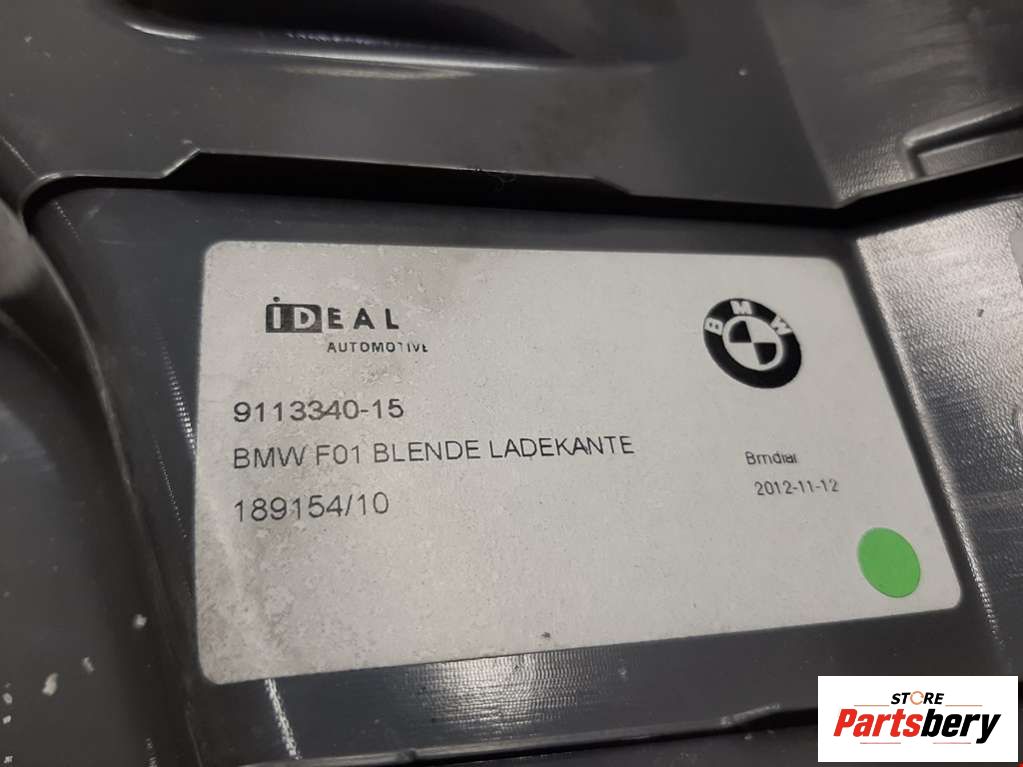 iDEAL
AUTOMOTIVE
BMW
9113340-15
BMW F01 BLENDE LADEKANTE
189154/10
2012-11-12
STORE
Partsbery